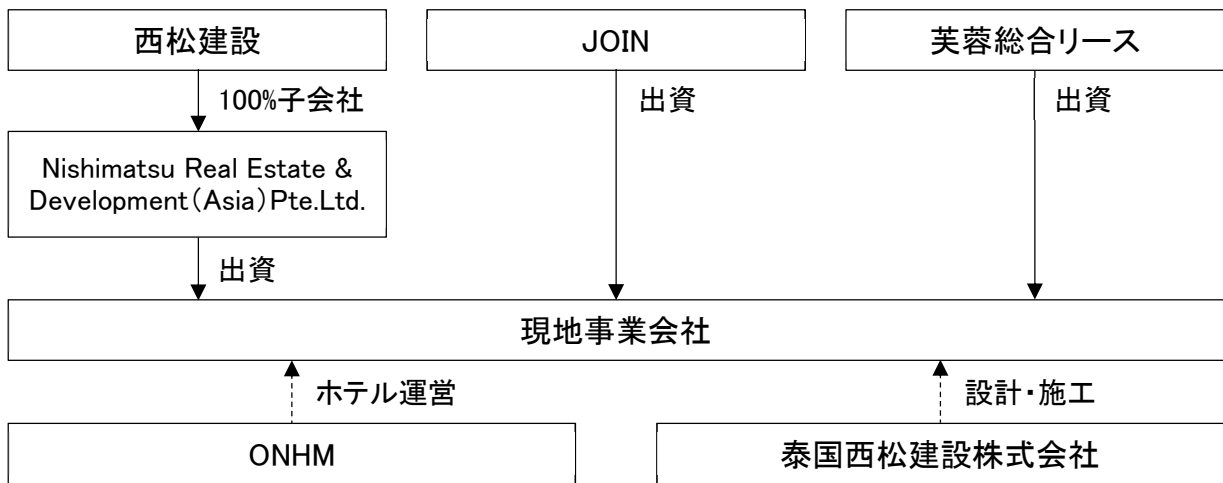 西松建設
JOIN
芙蓉総合リース
100%子会社
出資
出資
Nishimatsu Real Estate &
Development(Asia)Pte.Ltd.
出資
現地事業会社
ホテル運営
設計・施工
ONHM
泰国西松建設株式会社